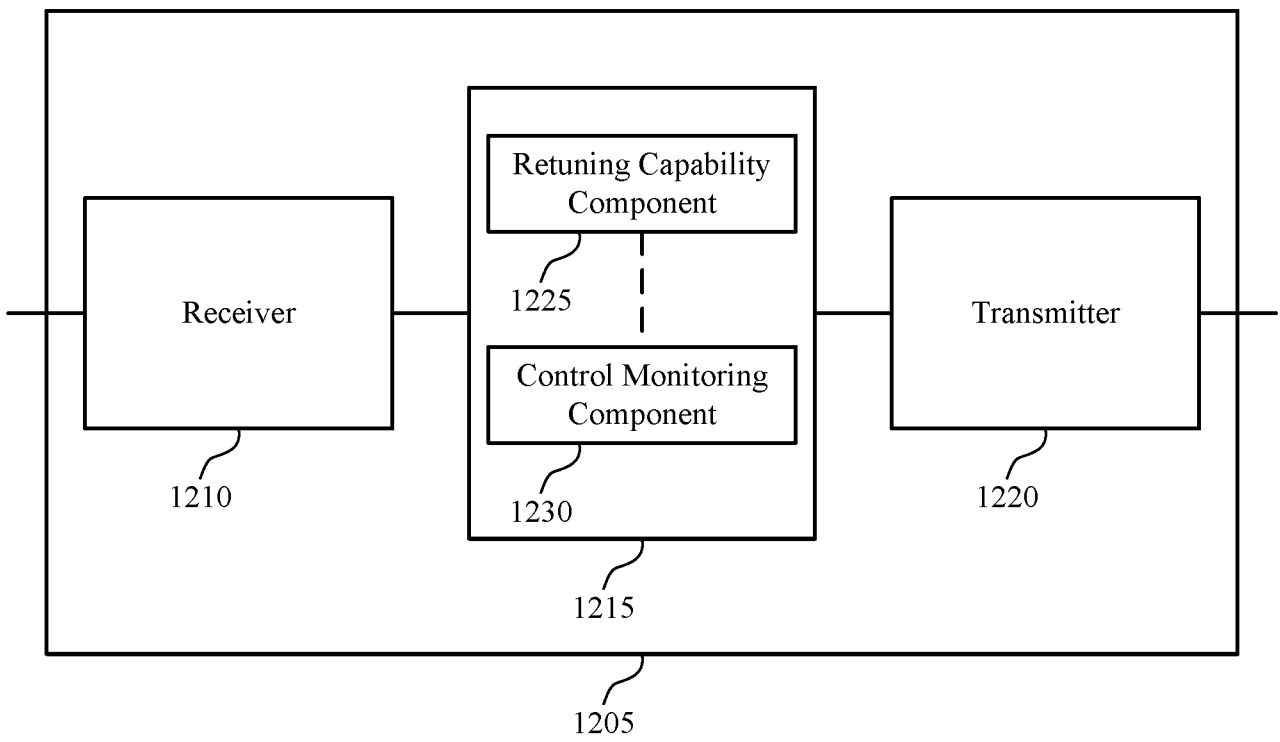 Retuning Capability
Component
1225
Receiver
Transmitter
Control Monitoring
Component
1210
1230
1220
1215
1205